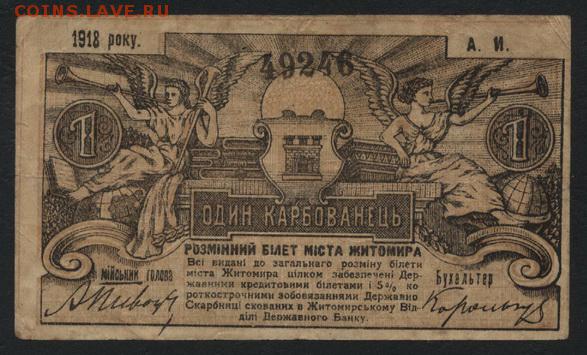 COINS.LAVE.RU
1918 року.
А. И.
49246
1
1
ОДИН КАРБОВАНЕЦЬ
РОЗМІННИЙ БІЛЕТ МІСТА ЖИТОМИРА
Всі видані до загального розміну білети
міста Житомира цілком забезпечені Дер-
жавними кредитовими білетами і 5% ко
роткострочними зобовязаннями Державно
Скарбниці схованих в Житомирському Від-
ділі Державного Банку.
міський голова
Бухгальтер